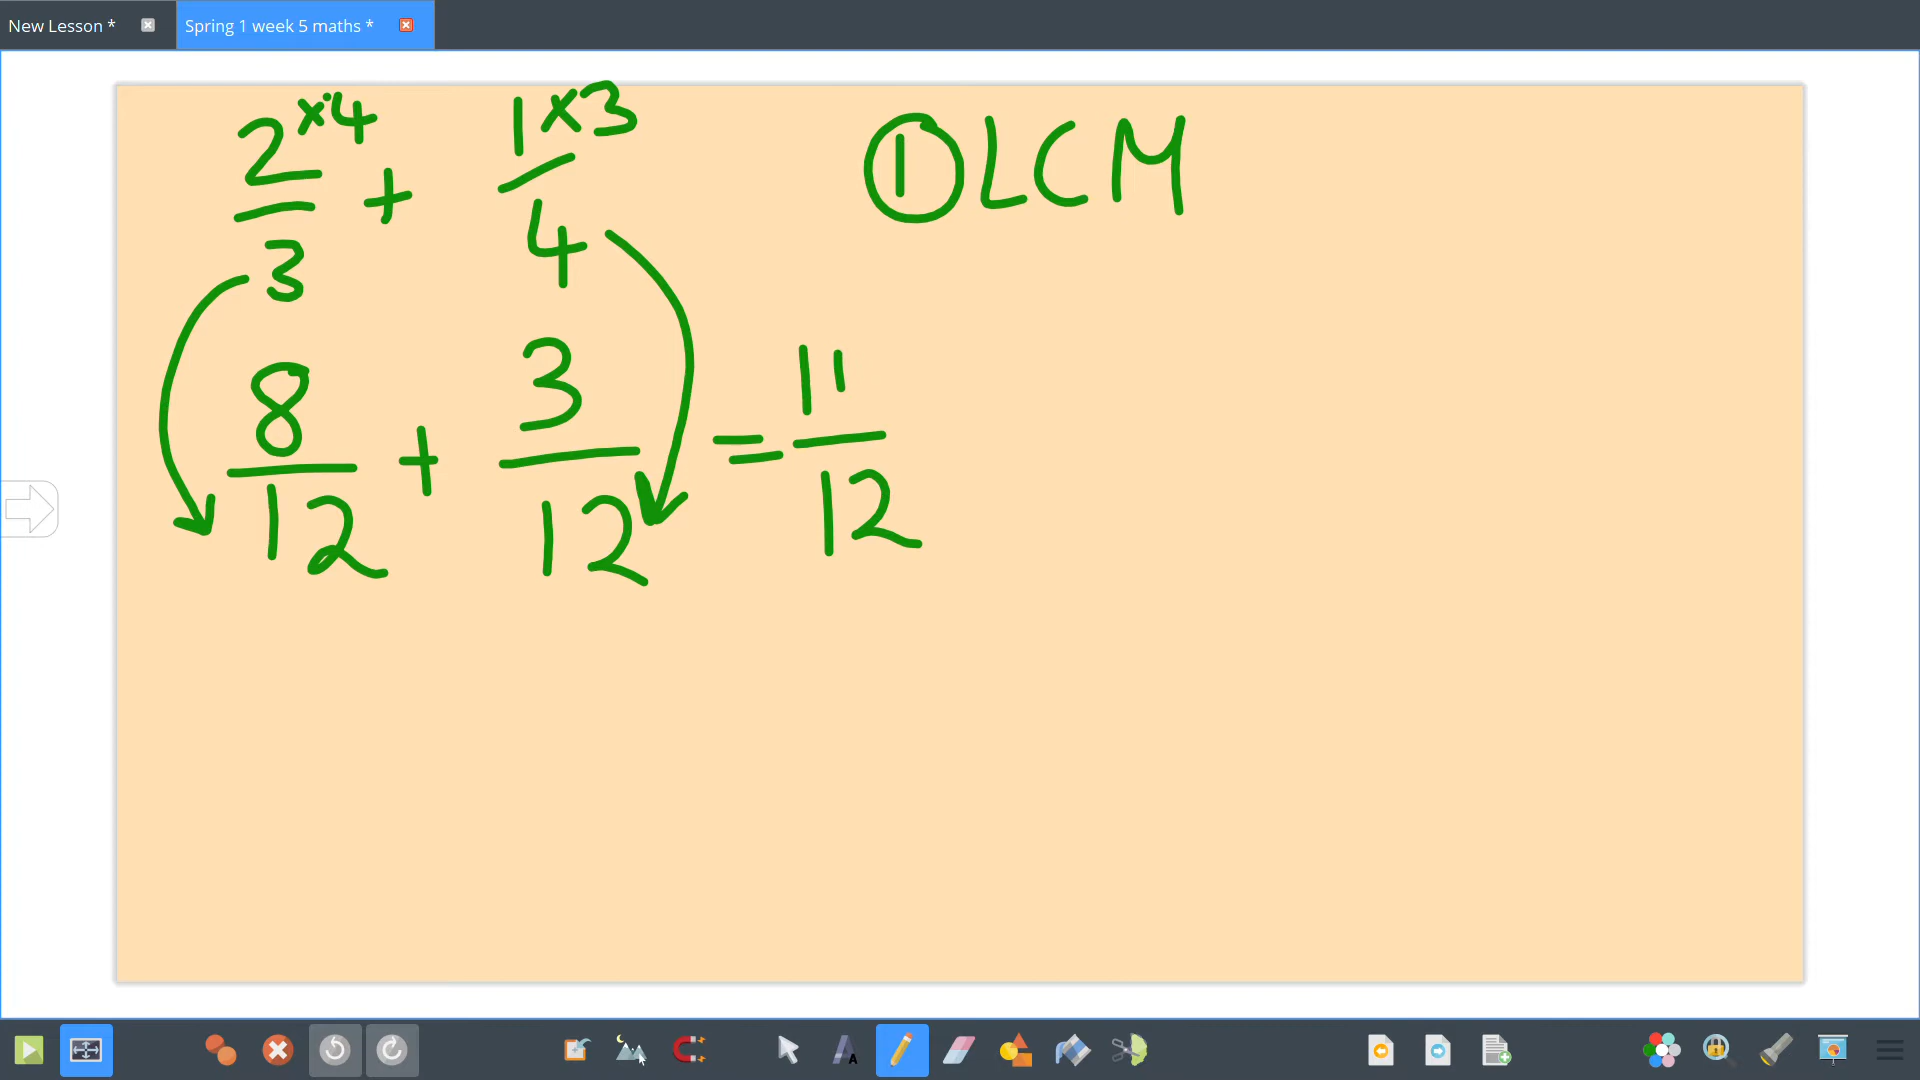 New Lesson *
Spring 1 week 5 maths *
2 ×4 / 3 + 1 ×3 / 4
① LCM
8/12 + 3/12 = 11/12